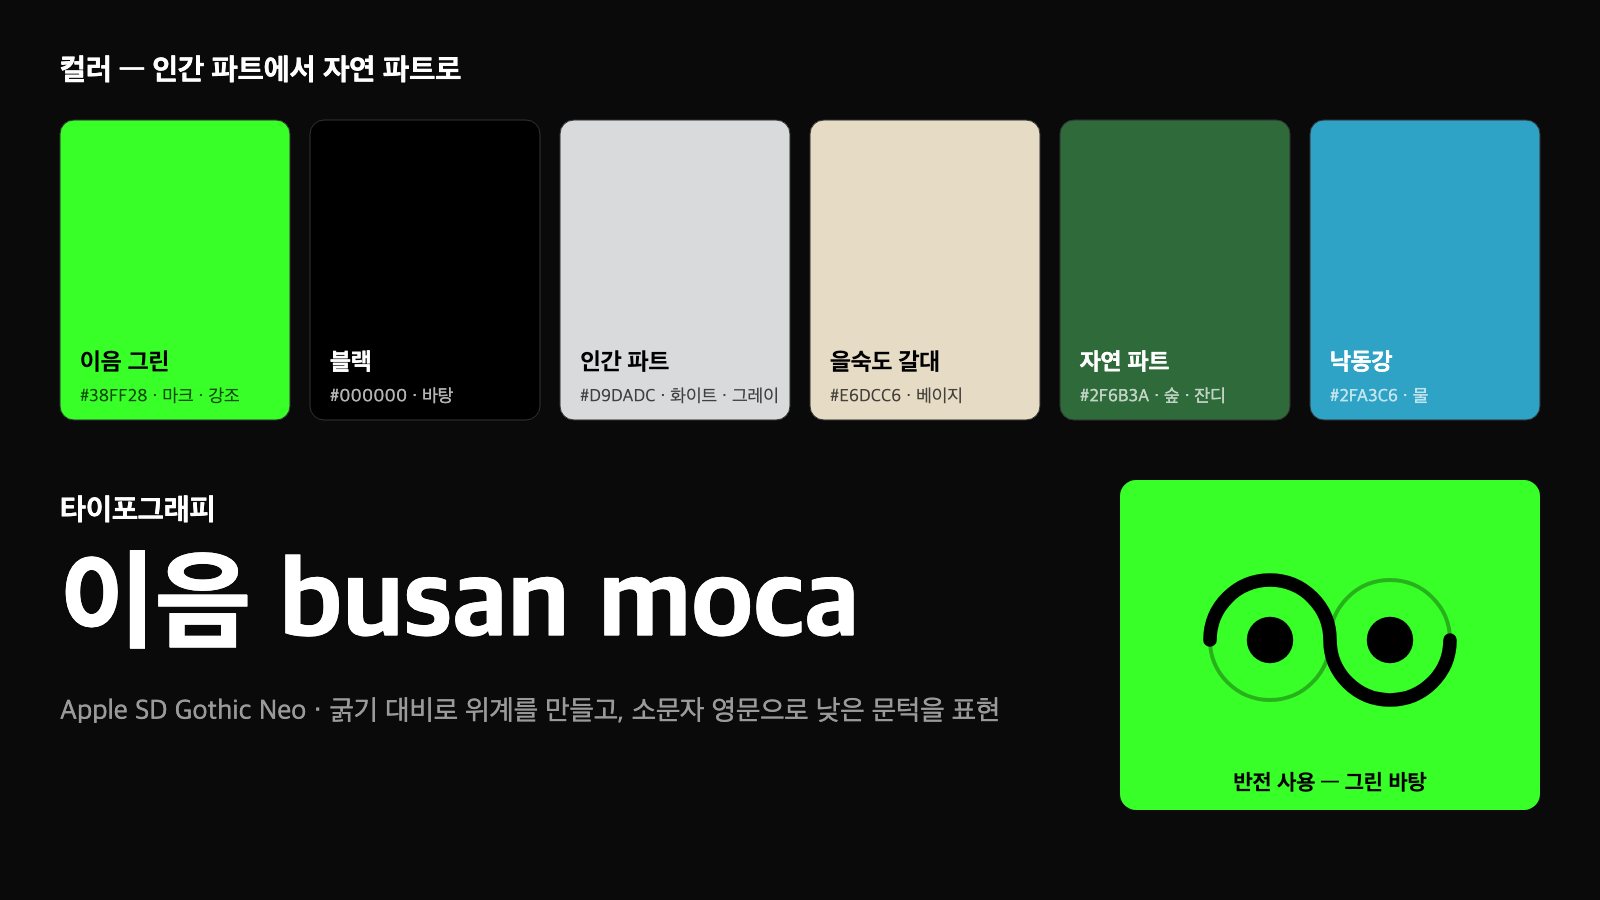 컬러 — 인간 파트에서 자연 파트로
이음 그린
#38FF28 · 마크 · 강조
블랙
#000000 · 바탕
인간 파트
#D9DADC · 화이트 · 그레이
을숙도 갈대
#E6DCC6 · 베이지
자연 파트
#2F6B3A · 숲 · 잔디
낙동강
#2FA3C6 · 물
타이포그래피
이음 busan moca
Apple SD Gothic Neo · 굵기 대비로 위계를 만들고, 소문자 영문으로 낮은 문턱을 표현
반전 사용 — 그린 바탕